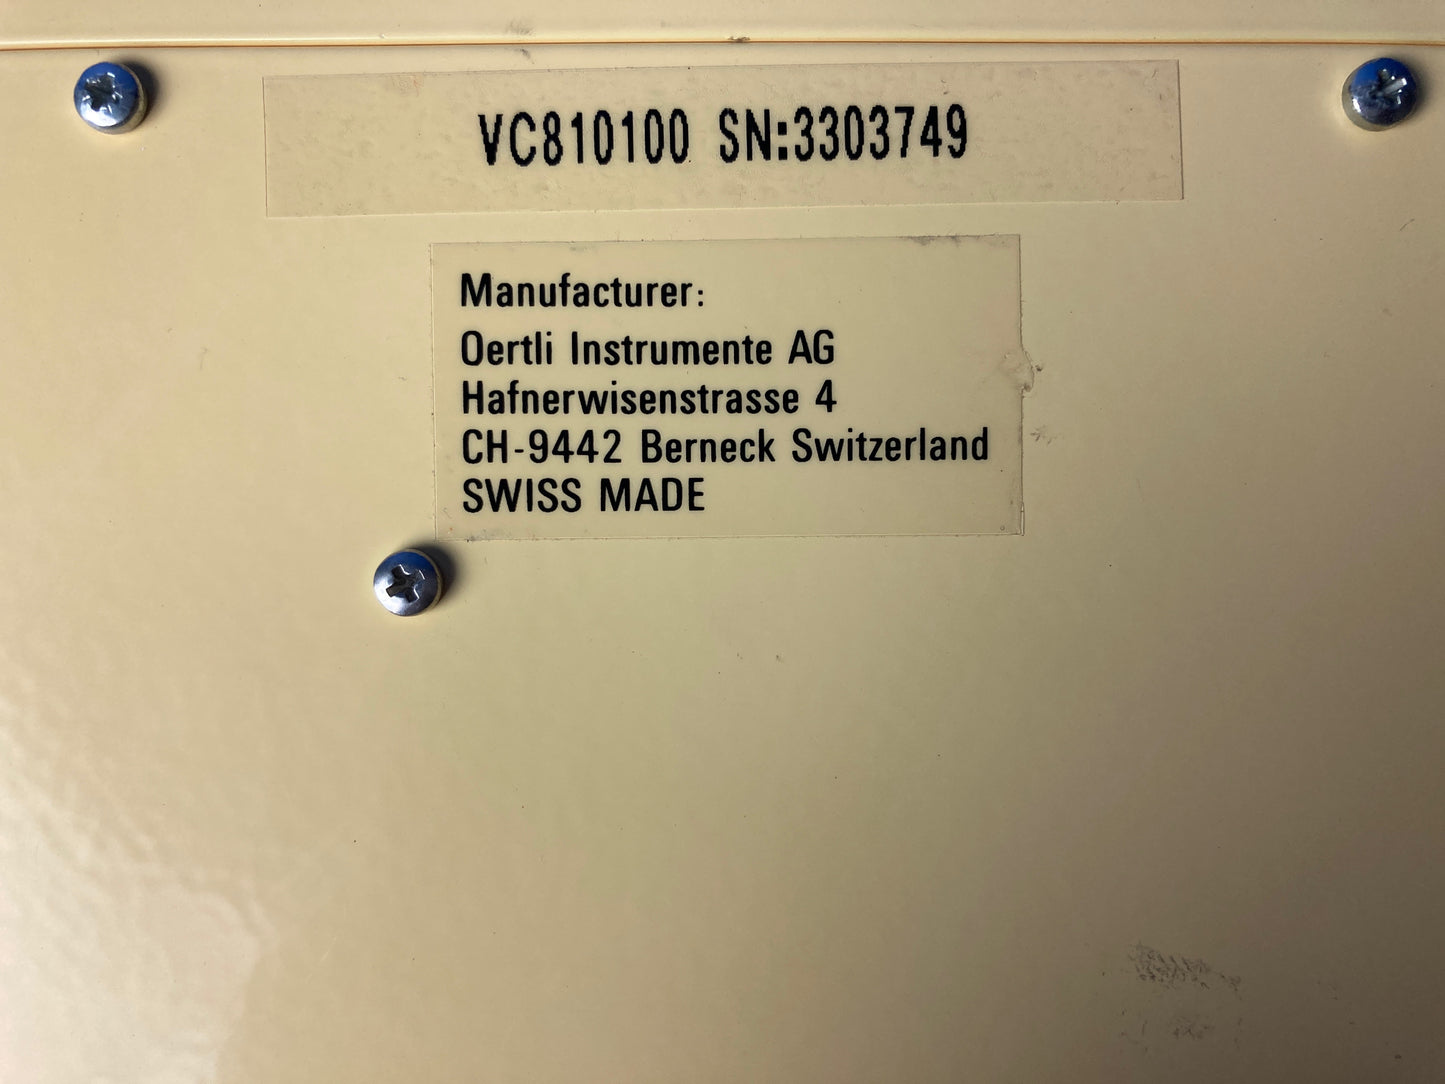 VC810100 SN:3303749
Manufacturer:
Oertli Instrumente AG
Hafnerwisenstrasse 4
CH-9442 Berneck Switzerland
SWISS MADE